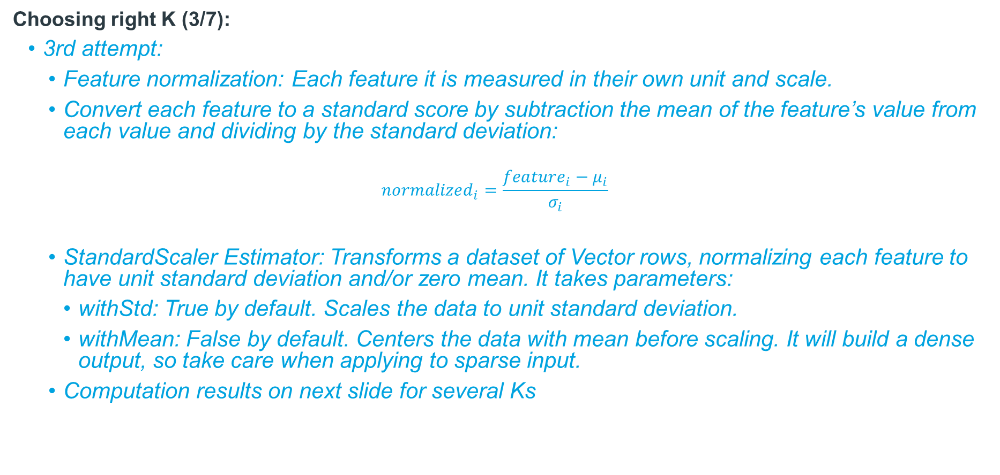 Choosing right K (3/7):
• 3rd attempt:
• Feature normalization: Each feature it is measured in their own unit and scale.
• Convert each feature to a standard score by subtraction the mean of the feature’s value from
each value and dividing by the standard deviation:
normalizedᵢ = (featureᵢ − μᵢ) / σᵢ
• StandardScaler Estimator: Transforms a dataset of Vector rows, normalizing each feature to
have unit standard deviation and/or zero mean. It takes parameters:
• withStd: True by default. Scales the data to unit standard deviation.
• withMean: False by default. Centers the data with mean before scaling. It will build a dense
output, so take care when applying to sparse input.
• Computation results on next slide for several Ks